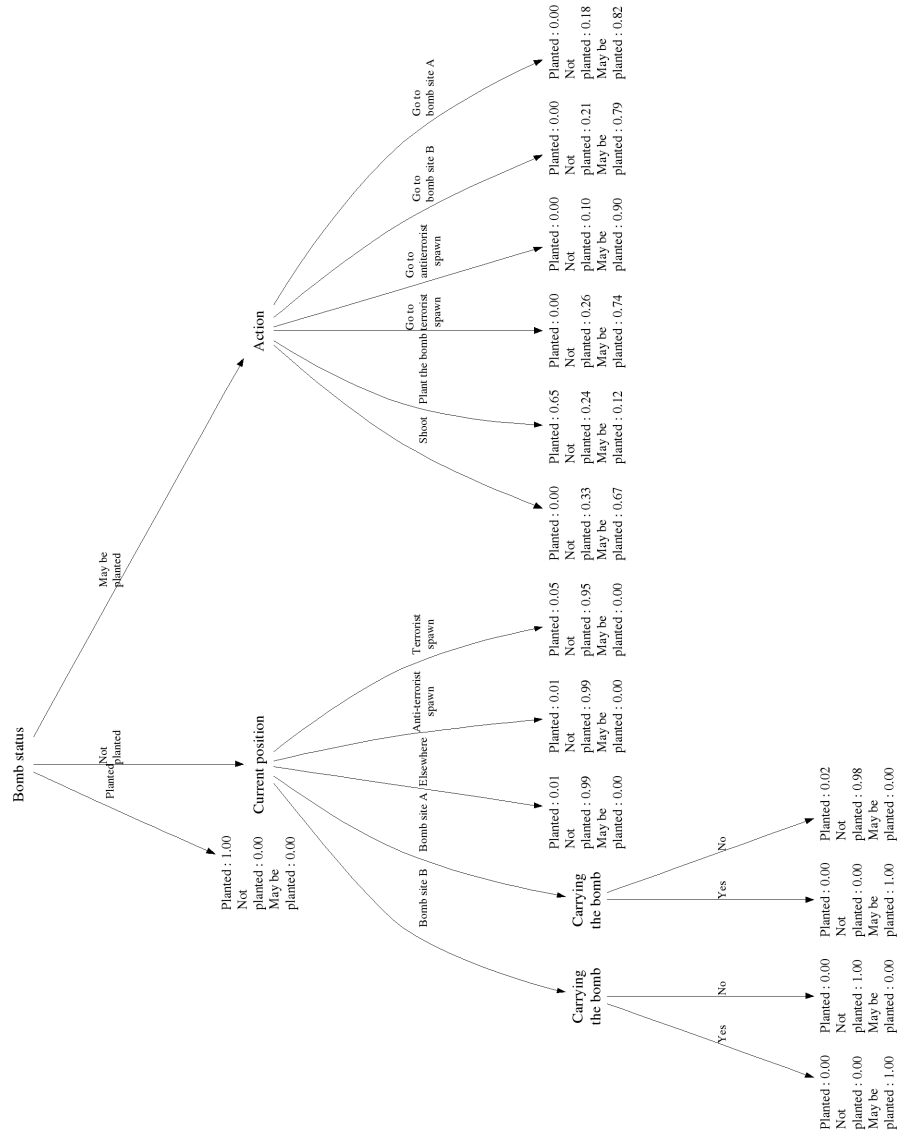 Bomb status
Planted
Not
planted
May be
planted
Planted : 1.00
Not
planted : 0.00
May be
planted : 0.00
Current position
Action
Bomb site B
Bomb site A
Elsewhere
Anti-terrorist
spawn
Terrorist
spawn
Shoot
Plant the bomb
Go to
terrorist
spawn
Go to
antiterrorist
spawn
Go to
bomb site B
Go to
bomb site A
Carrying
the bomb
Carrying
the bomb
Planted : 0.01
Not
planted : 0.99
May be
planted : 0.00
Planted : 0.01
Not
planted : 0.99
May be
planted : 0.00
Planted : 0.05
Not
planted : 0.95
May be
planted : 0.00
Planted : 0.00
Not
planted : 0.33
May be
planted : 0.67
Planted : 0.65
Not
planted : 0.24
May be
planted : 0.12
Planted : 0.00
Not
planted : 0.26
May be
planted : 0.74
Planted : 0.00
Not
planted : 0.10
May be
planted : 0.90
Planted : 0.00
Not
planted : 0.21
May be
planted : 0.79
Planted : 0.00
Not
planted : 0.18
May be
planted : 0.82
Yes
No
Yes
No
Planted : 0.00
Not
planted : 0.00
May be
planted : 1.00
Planted : 0.00
Not
planted : 1.00
May be
planted : 0.00
Planted : 0.00
Not
planted : 0.00
May be
planted : 1.00
Planted : 0.02
Not
planted : 0.98
May be
planted : 0.00